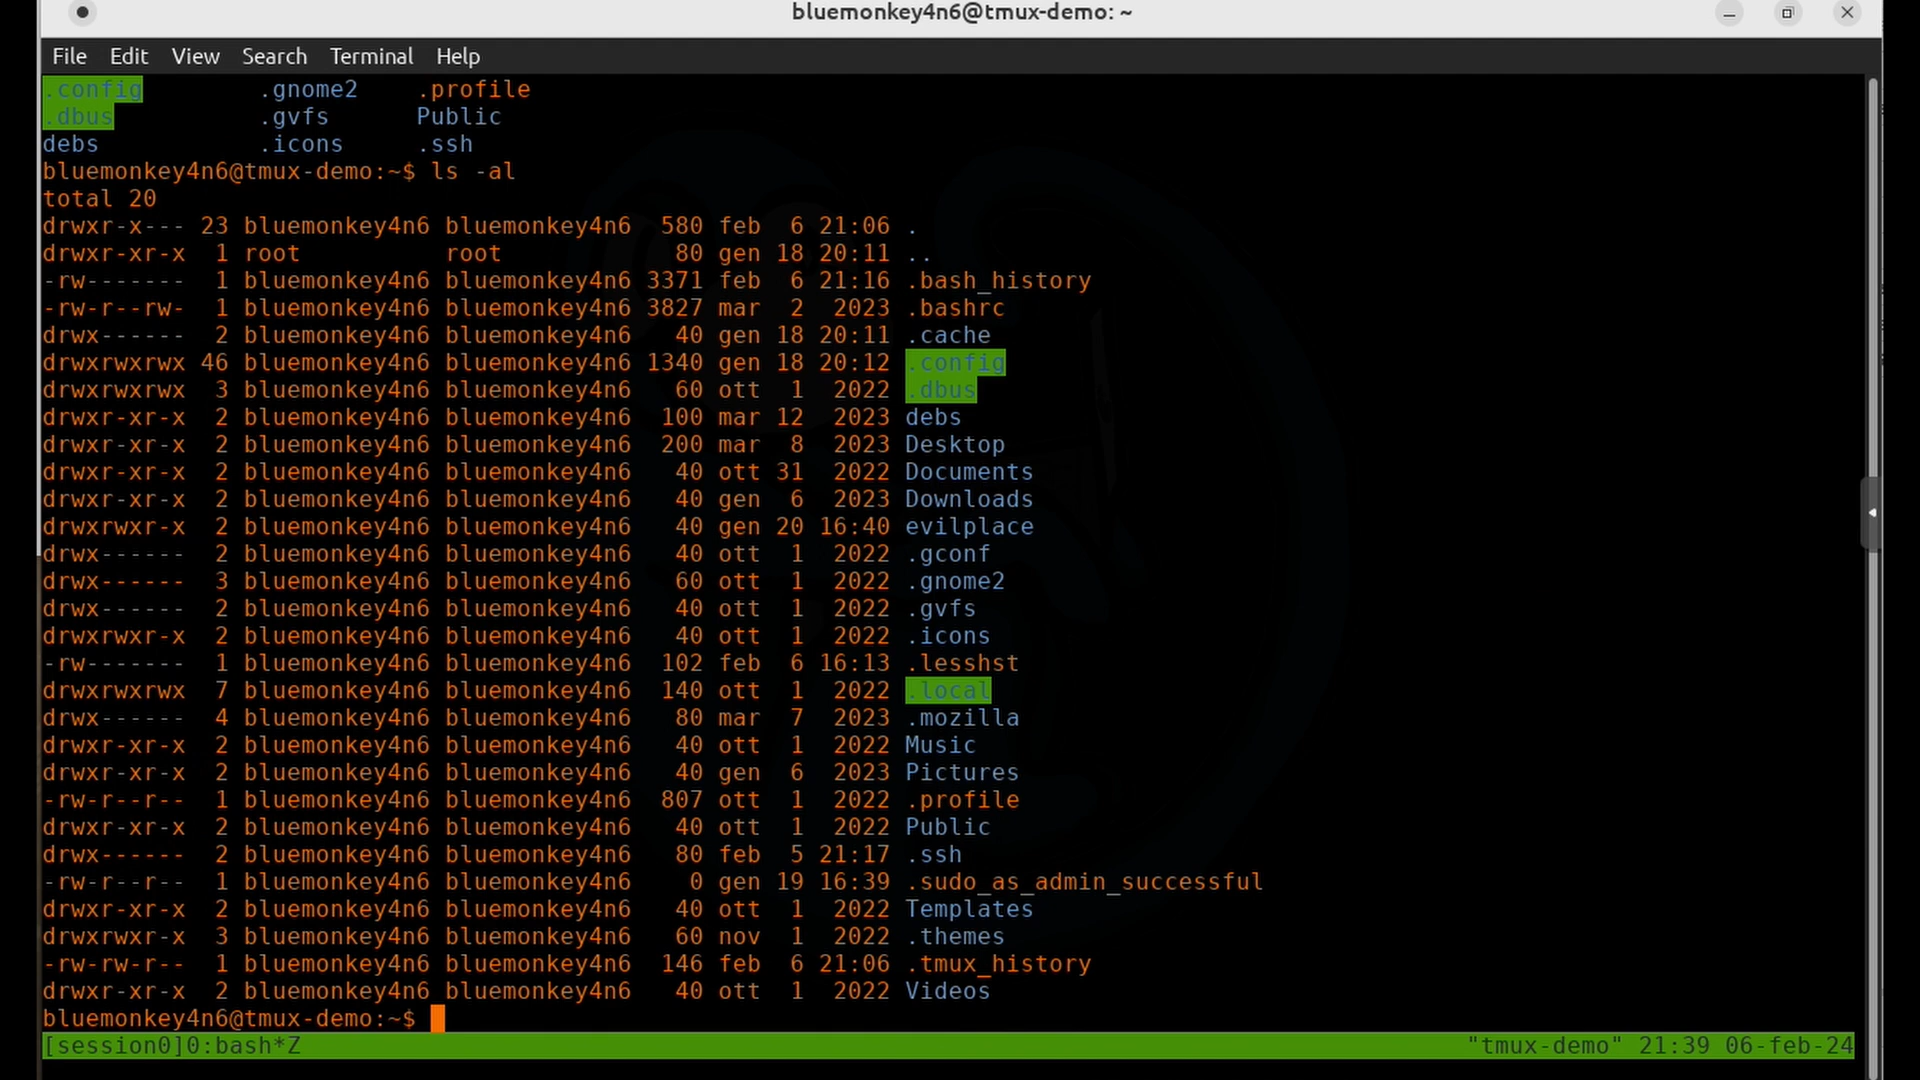 bluemonkey4n6@tmux-demo: ~
File Edit View Search Terminal Help
.config .gnome2 .profile
.dbus .gvfs Public
debs .icons .ssh
bluemonkey4n6@tmux-demo:~$ ls -al
total 20
drwxr-x--- 23 bluemonkey4n6 bluemonkey4n6 580 feb 6 21:06 .
drwxr-xr-x 1 root root 80 gen 18 20:11 ..
-rw------- 1 bluemonkey4n6 bluemonkey4n6 3371 feb 6 21:16 .bash_history
-rw-r--rw- 1 bluemonkey4n6 bluemonkey4n6 3827 mar 2 2023 .bashrc
drwx------ 2 bluemonkey4n6 bluemonkey4n6 40 gen 18 20:11 .cache
drwxrwxrwx 46 bluemonkey4n6 bluemonkey4n6 1340 gen 18 20:12 .config
drwxrwxrwx 3 bluemonkey4n6 bluemonkey4n6 60 ott 1 2022 .dbus
drwxr-xr-x 2 bluemonkey4n6 bluemonkey4n6 100 mar 12 2023 debs
drwxr-xr-x 2 bluemonkey4n6 bluemonkey4n6 200 mar 8 2023 Desktop
drwxr-xr-x 2 bluemonkey4n6 bluemonkey4n6 40 ott 31 2022 Documents
drwxr-xr-x 2 bluemonkey4n6 bluemonkey4n6 40 gen 6 2023 Downloads
drwxrwxr-x 2 bluemonkey4n6 bluemonkey4n6 40 gen 20 16:40 evilplace
drwx------ 2 bluemonkey4n6 bluemonkey4n6 40 ott 1 2022 .gconf
drwx------ 3 bluemonkey4n6 bluemonkey4n6 60 ott 1 2022 .gnome2
drwx------ 2 bluemonkey4n6 bluemonkey4n6 40 ott 1 2022 .gvfs
drwxrwxr-x 2 bluemonkey4n6 bluemonkey4n6 40 ott 1 2022 .icons
-rw------- 1 bluemonkey4n6 bluemonkey4n6 102 feb 6 16:13 .lesshst
drwxrwxrwx 7 bluemonkey4n6 bluemonkey4n6 140 ott 1 2022 .local
drwx------ 4 bluemonkey4n6 bluemonkey4n6 80 mar 7 2023 .mozilla
drwxr-xr-x 2 bluemonkey4n6 bluemonkey4n6 40 ott 1 2022 Music
drwxr-xr-x 2 bluemonkey4n6 bluemonkey4n6 40 gen 6 2023 Pictures
-rw-r--r-- 1 bluemonkey4n6 bluemonkey4n6 807 ott 1 2022 .profile
drwxr-xr-x 2 bluemonkey4n6 bluemonkey4n6 40 ott 1 2022 Public
drwx------ 2 bluemonkey4n6 bluemonkey4n6 80 feb 5 21:17 .ssh
-rw-r--r-- 1 bluemonkey4n6 bluemonkey4n6 0 gen 19 16:39 .sudo_as_admin_successful
drwxr-xr-x 2 bluemonkey4n6 bluemonkey4n6 40 ott 1 2022 Templates
drwxrwxr-x 3 bluemonkey4n6 bluemonkey4n6 60 nov 1 2022 .themes
-rw-rw-r-- 1 bluemonkey4n6 bluemonkey4n6 146 feb 6 21:06 .tmux_history
drwxr-xr-x 2 bluemonkey4n6 bluemonkey4n6 40 ott 1 2022 Videos
bluemonkey4n6@tmux-demo:~$
[session0]0:bash*Z "tmux-demo" 21:39 06-feb-24